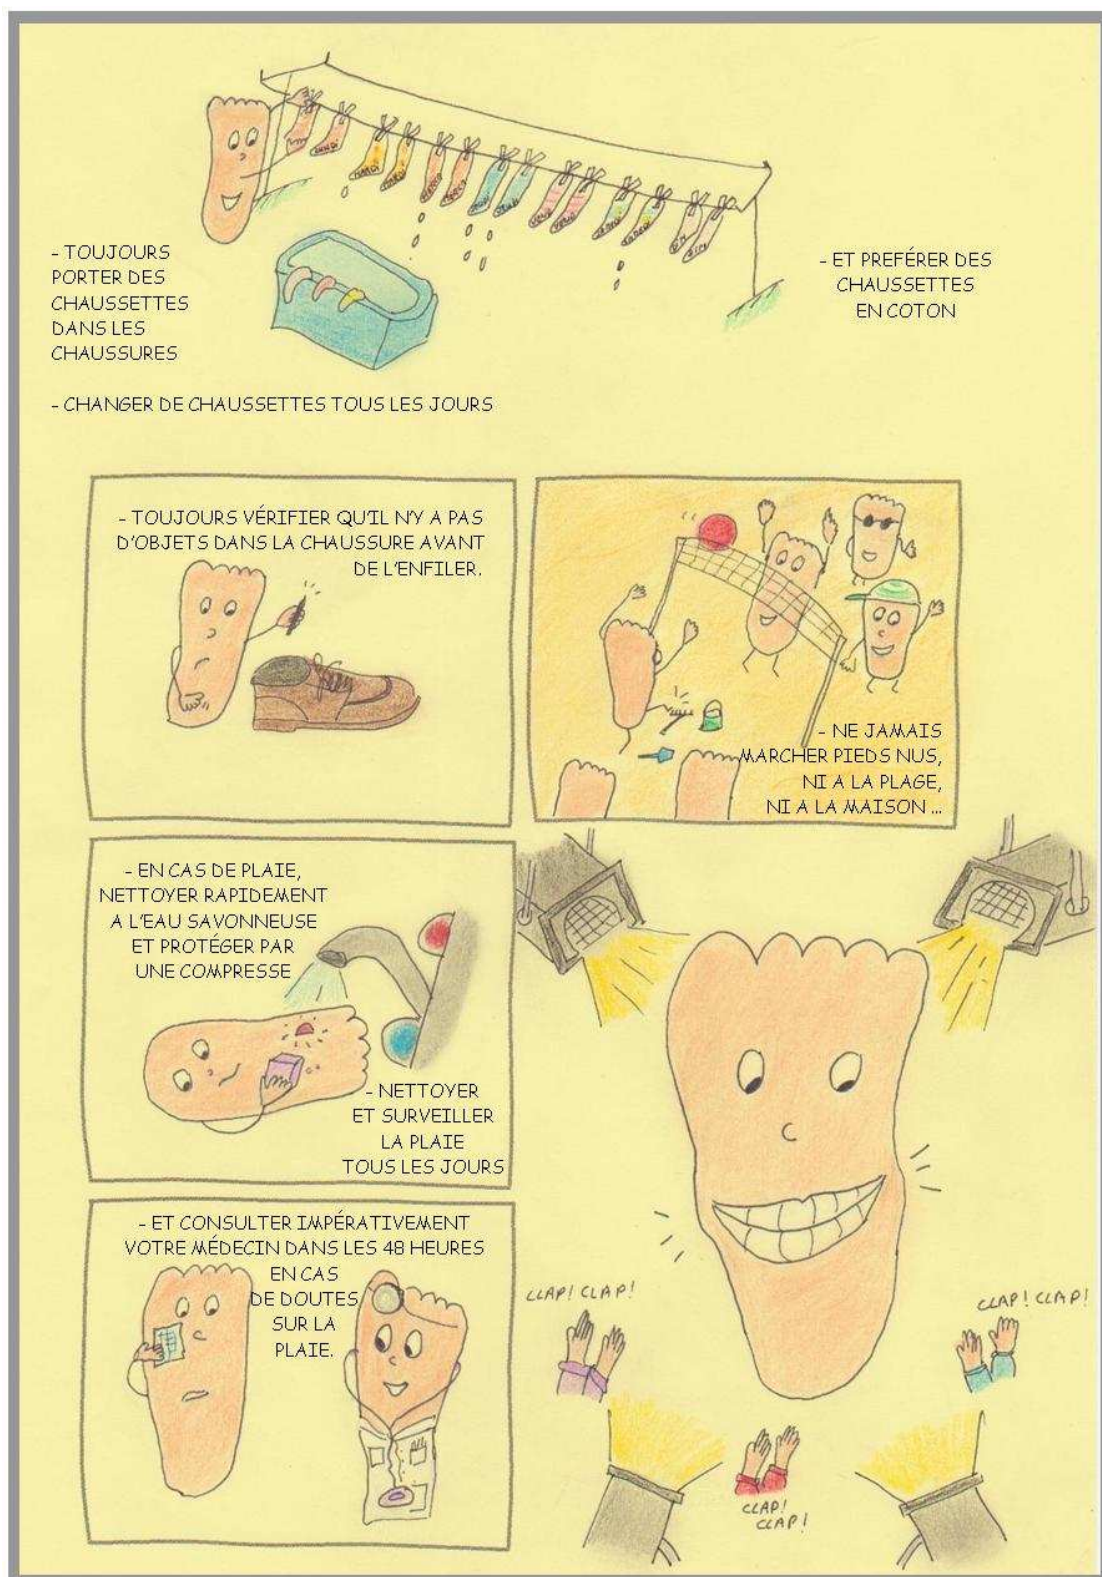 - TOUJOURS
PORTER DES
CHAUSSETTES
DANS LES
CHAUSSURES
- ET PREFÉRER DES
CHAUSSETTES
EN COTON
- CHANGER DE CHAUSSETTES TOUS LES JOURS
- TOUJOURS VÉRIFIER QU'IL N'Y A PAS
D'OBJETS DANS LA CHAUSSURE AVANT
DE L'ENFILER.
- NE JAMAIS
MARCHER PIEDS NUS,
NI A LA PLAGE,
NI A LA MAISON ...
- EN CAS DE PLAIE,
NETTOYER RAPIDEMENT
A L'EAU SAVONNEUSE
ET PROTÉGER PAR
UNE COMPRESSE
- NETTOYER
ET SURVEILLER
LA PLAIE
TOUS LES JOURS
- ET CONSULTER IMPÉRATIVEMENT
VOTRE MÉDECIN DANS LES 48 HEURES
EN CAS
DE DOUTES
SUR LA
PLAIE.
CLAP! CLAP!
CLAP! CLAP!
CLAP!
CLAP!